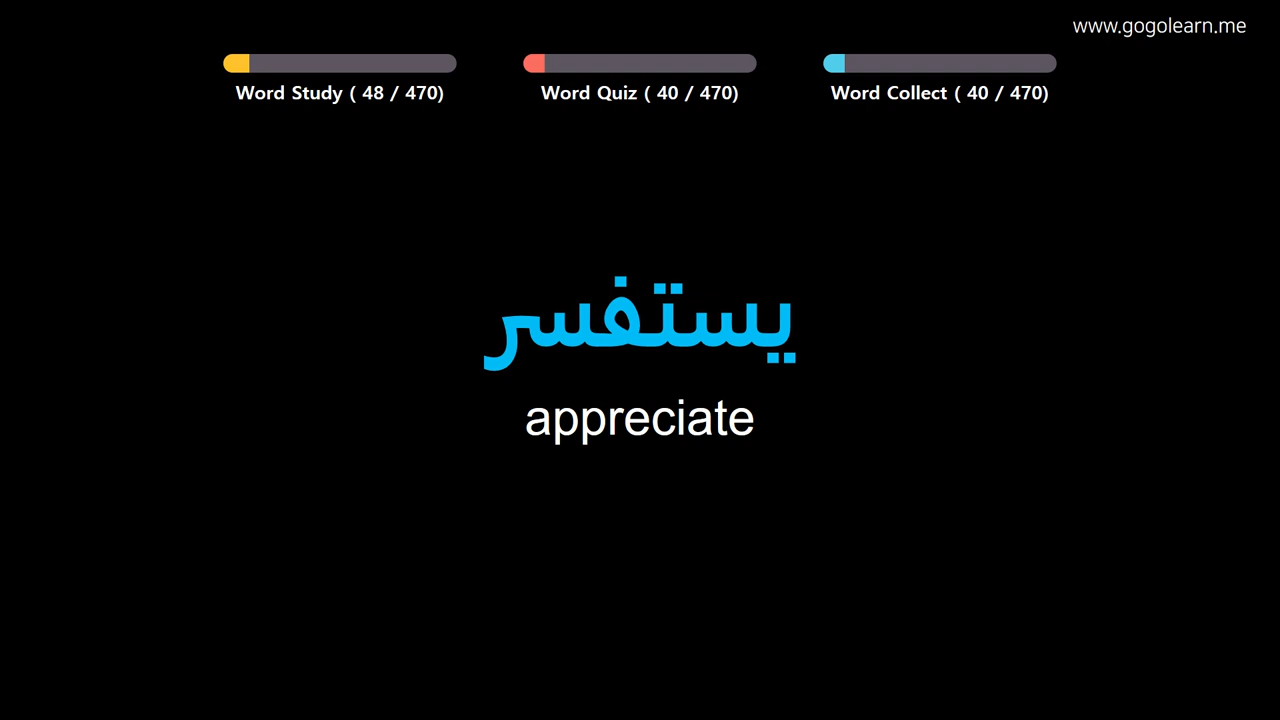 www.gogolearn.me
Word Study ( 48 / 470)
Word Quiz ( 40 / 470)
Word Collect ( 40 / 470)
يستفسر
appreciate